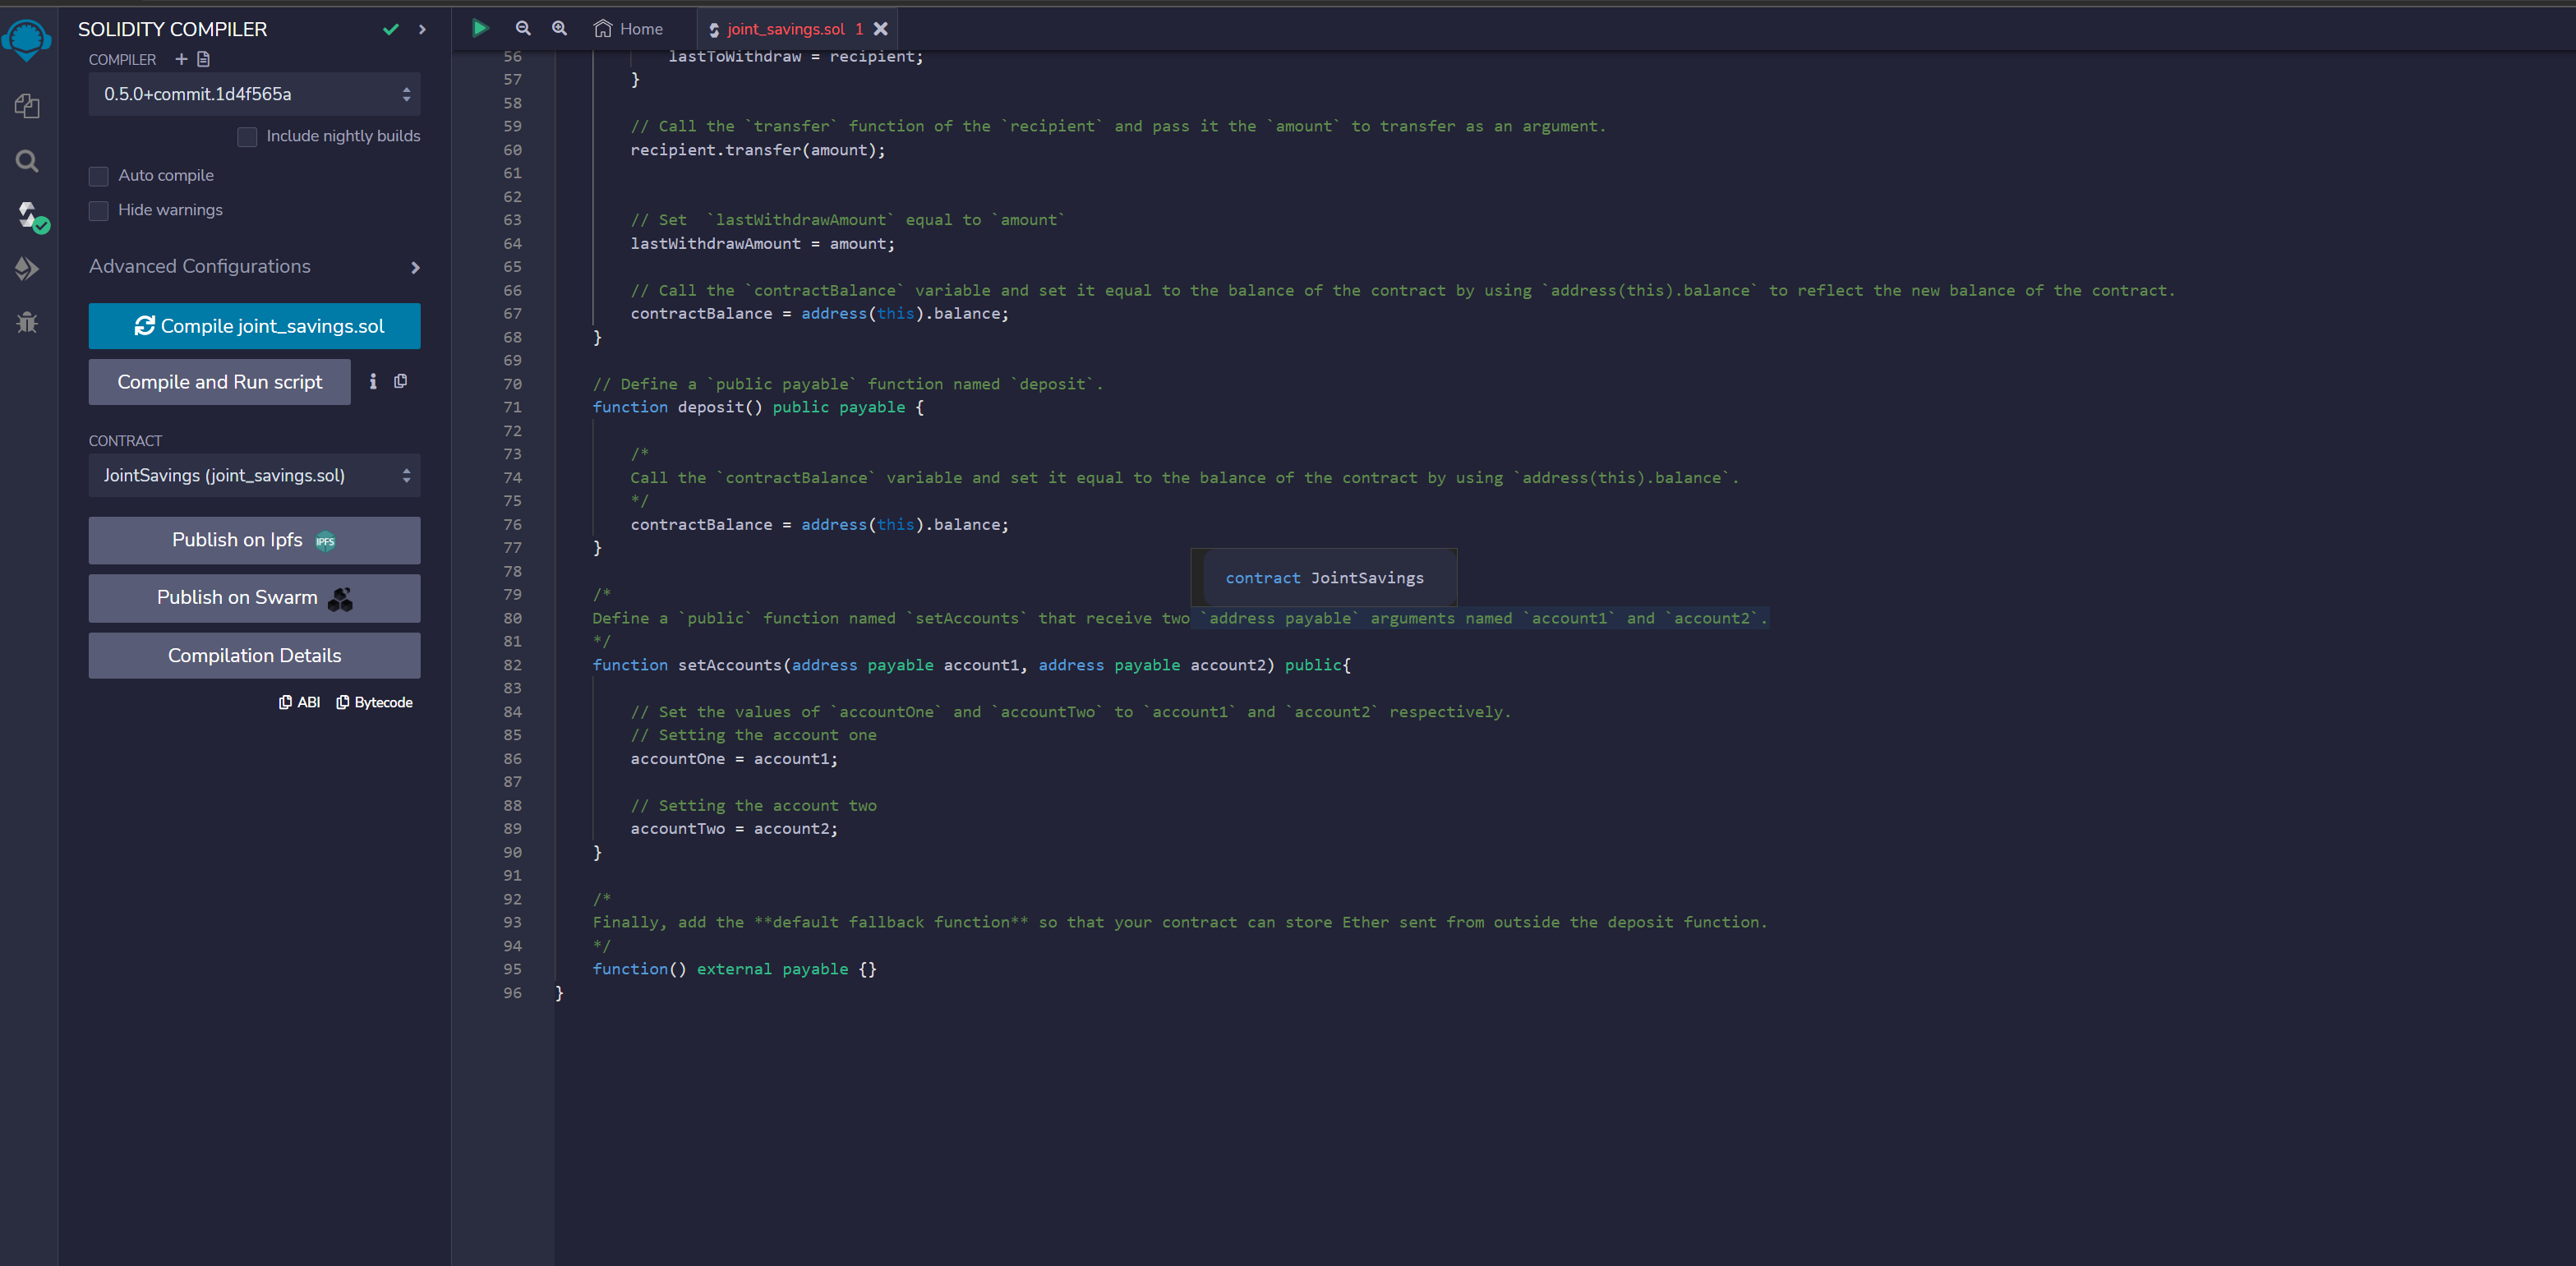 SOLIDITY COMPILER
COMPILER
0.5.0+commit.1d4f565a
Include nightly builds
Auto compile
Hide warnings
Advanced Configurations
Compile joint_savings.sol
Compile and Run script
CONTRACT
JointSavings (joint_savings.sol)
Publish on Ipfs IPFS
Publish on Swarm
Compilation Details
ABI Bytecode
Home joint_savings.sol 1
56 lastToWithdraw = recipient;
57 }
58
59 // Call the `transfer` function of the `recipient` and pass it the `amount` to transfer as an argument.
60 recipient.transfer(amount);
61
62
63 // Set  `lastWithdrawAmount` equal to `amount`
64 lastWithdrawAmount = amount;
65
66 // Call the `contractBalance` variable and set it equal to the balance of the contract by using `address(this).balance` to reflect the new balance of the contract.
67 contractBalance = address(this).balance;
68 }
69
70 // Define a `public payable` function named `deposit`.
71 function deposit() public payable {
72
73 /*
74 Call the `contractBalance` variable and set it equal to the balance of the contract by using `address(this).balance`.
75 */
76 contractBalance = address(this).balance;
77 }
78
contract JointSavings
79 /*
80 Define a `public` function named `setAccounts` that receive two `address payable` arguments named `account1` and `account2`.
81 */
82 function setAccounts(address payable account1, address payable account2) public{
83
84 // Set the values of `accountOne` and `accountTwo` to `account1` and `account2` respectively.
85 // Setting the account one
86 accountOne = account1;
87
88 // Setting the account two
89 accountTwo = account2;
90 }
91
92 /*
93 Finally, add the **default fallback function** so that your contract can store Ether sent from outside the deposit function.
94 */
95 function() external payable {}
96 }